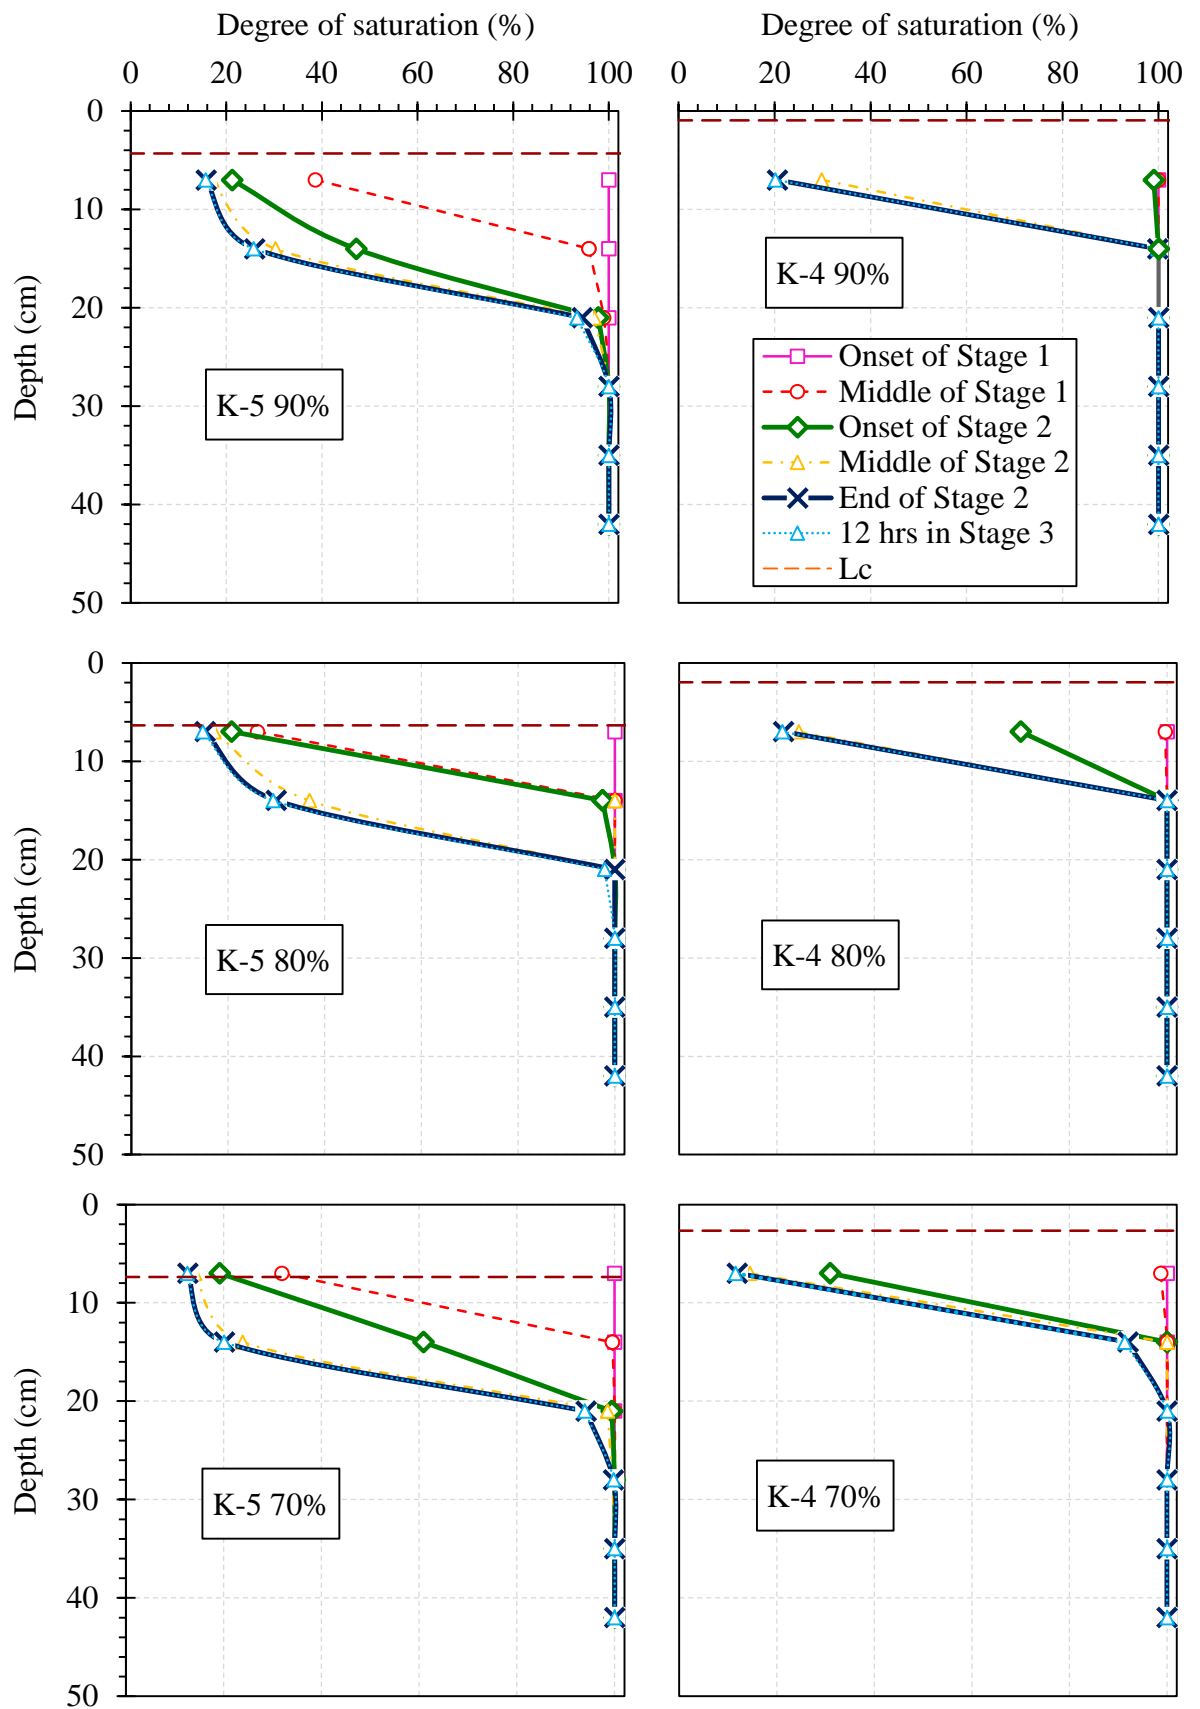 Degree of saturation (%)
Degree of saturation (%)
0 20 40 60 80 100
0 20 40 60 80 100
0
10
20
30
40
50
Depth (cm)
K-5 90%
K-4 90%
Onset of Stage 1
Middle of Stage 1
Onset of Stage 2
Middle of Stage 2
End of Stage 2
12 hrs in Stage 3
Lc
0
10
20
30
40
50
Depth (cm)
K-5 80%
K-4 80%
0
10
20
30
40
50
Depth (cm)
K-5 70%
K-4 70%